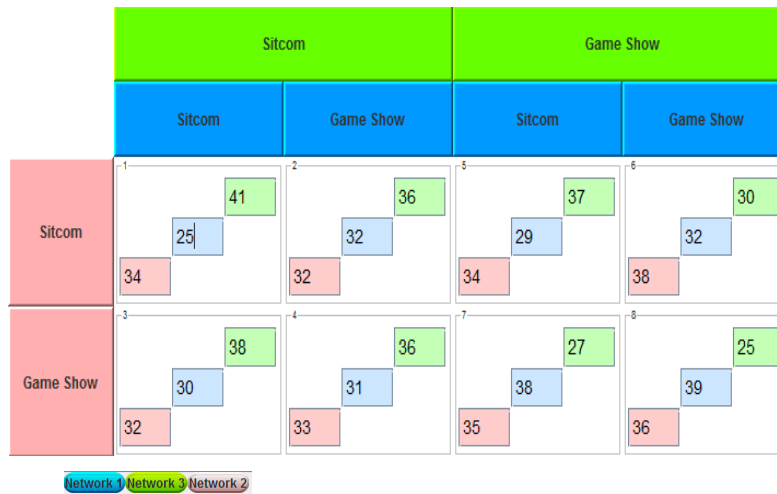 Sitcom Game Show
Sitcom Game Show Sitcom Game Show
Sitcom
1 2 5 6
41 36 37 30
25 32 29 32
34 32 34 38
Game Show
3 4 7 8
38 36 27 25
30 31 38 39
32 33 35 36
Network 1 Network 3 Network 2